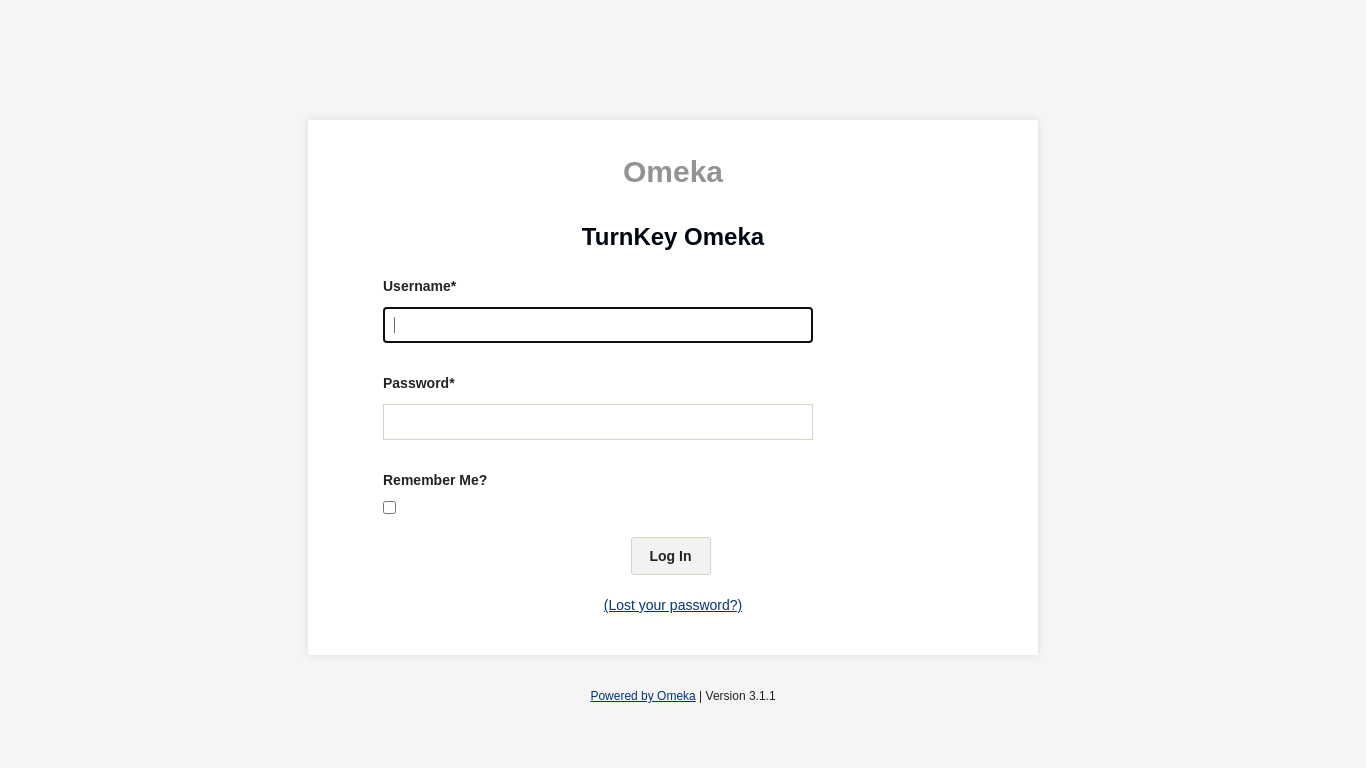 Omeka
TurnKey Omeka
Username*
Password*
Remember Me?
Log In
(Lost your password?)
Powered by Omeka | Version 3.1.1